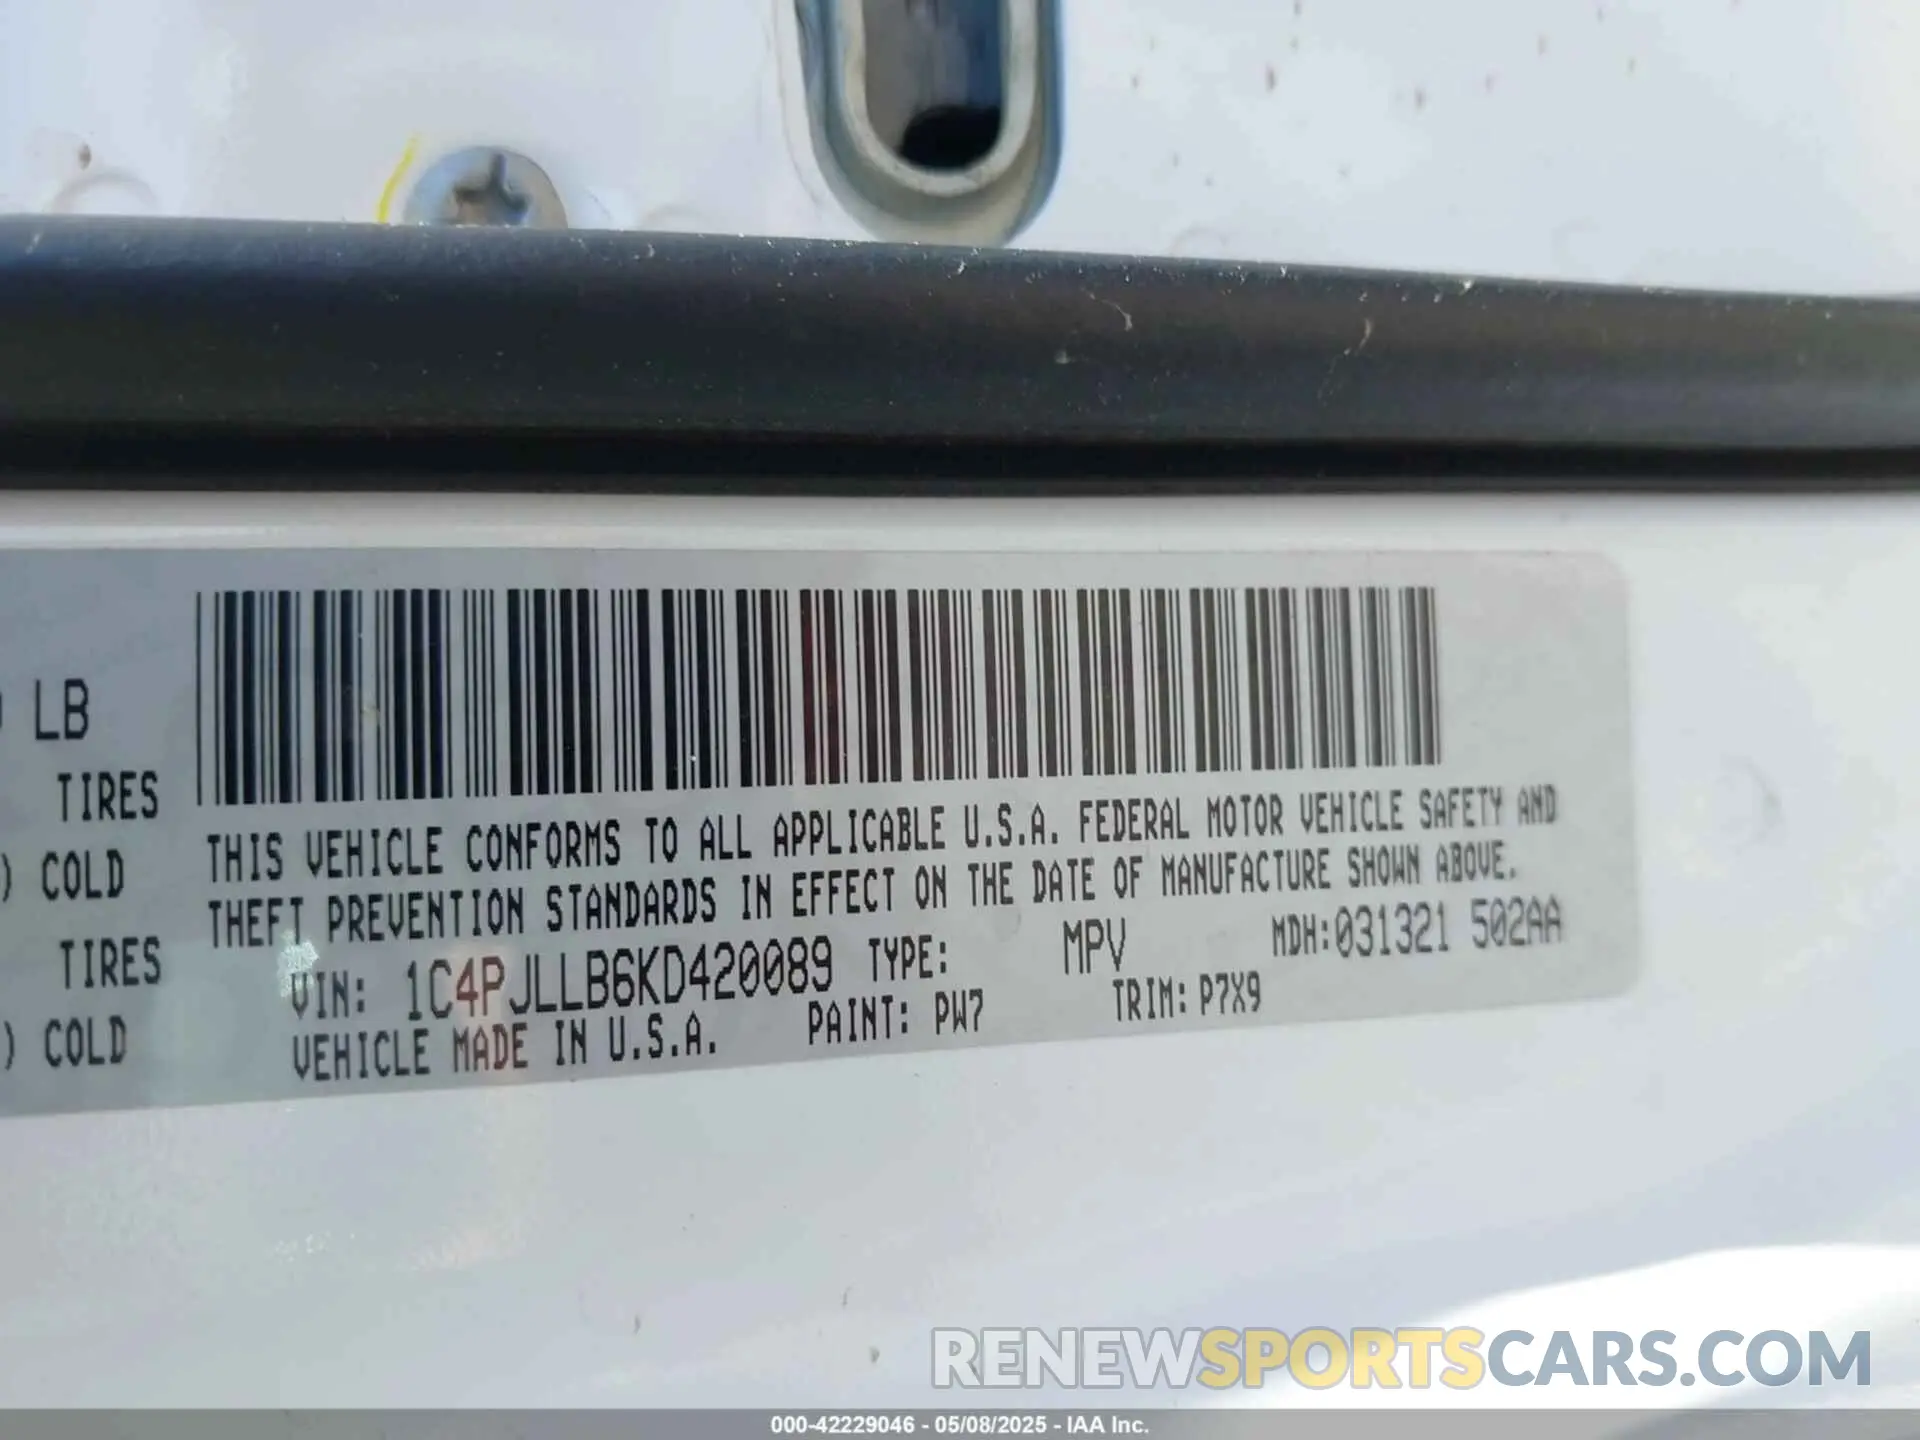 LB
TIRES
) COLD
TIRES
) COLD
THIS VEHICLE CONFORMS TO ALL APPLICABLE U.S.A. FEDERAL MOTOR VEHICLE SAFETY AND
THEFT PREVENTION STANDARDS IN EFFECT ON THE DATE OF MANUFACTURE SHOWN ABOVE.
VIN: 1C4PJLLB6KD420089 TYPE: MPV MDH:031321 502AA
VEHICLE MADE IN U.S.A. PAINT: PW7 TRIM: P7X9
RENEWSPORTSCARS.COM
000-42229046 - 05/08/2025 - IAA Inc.